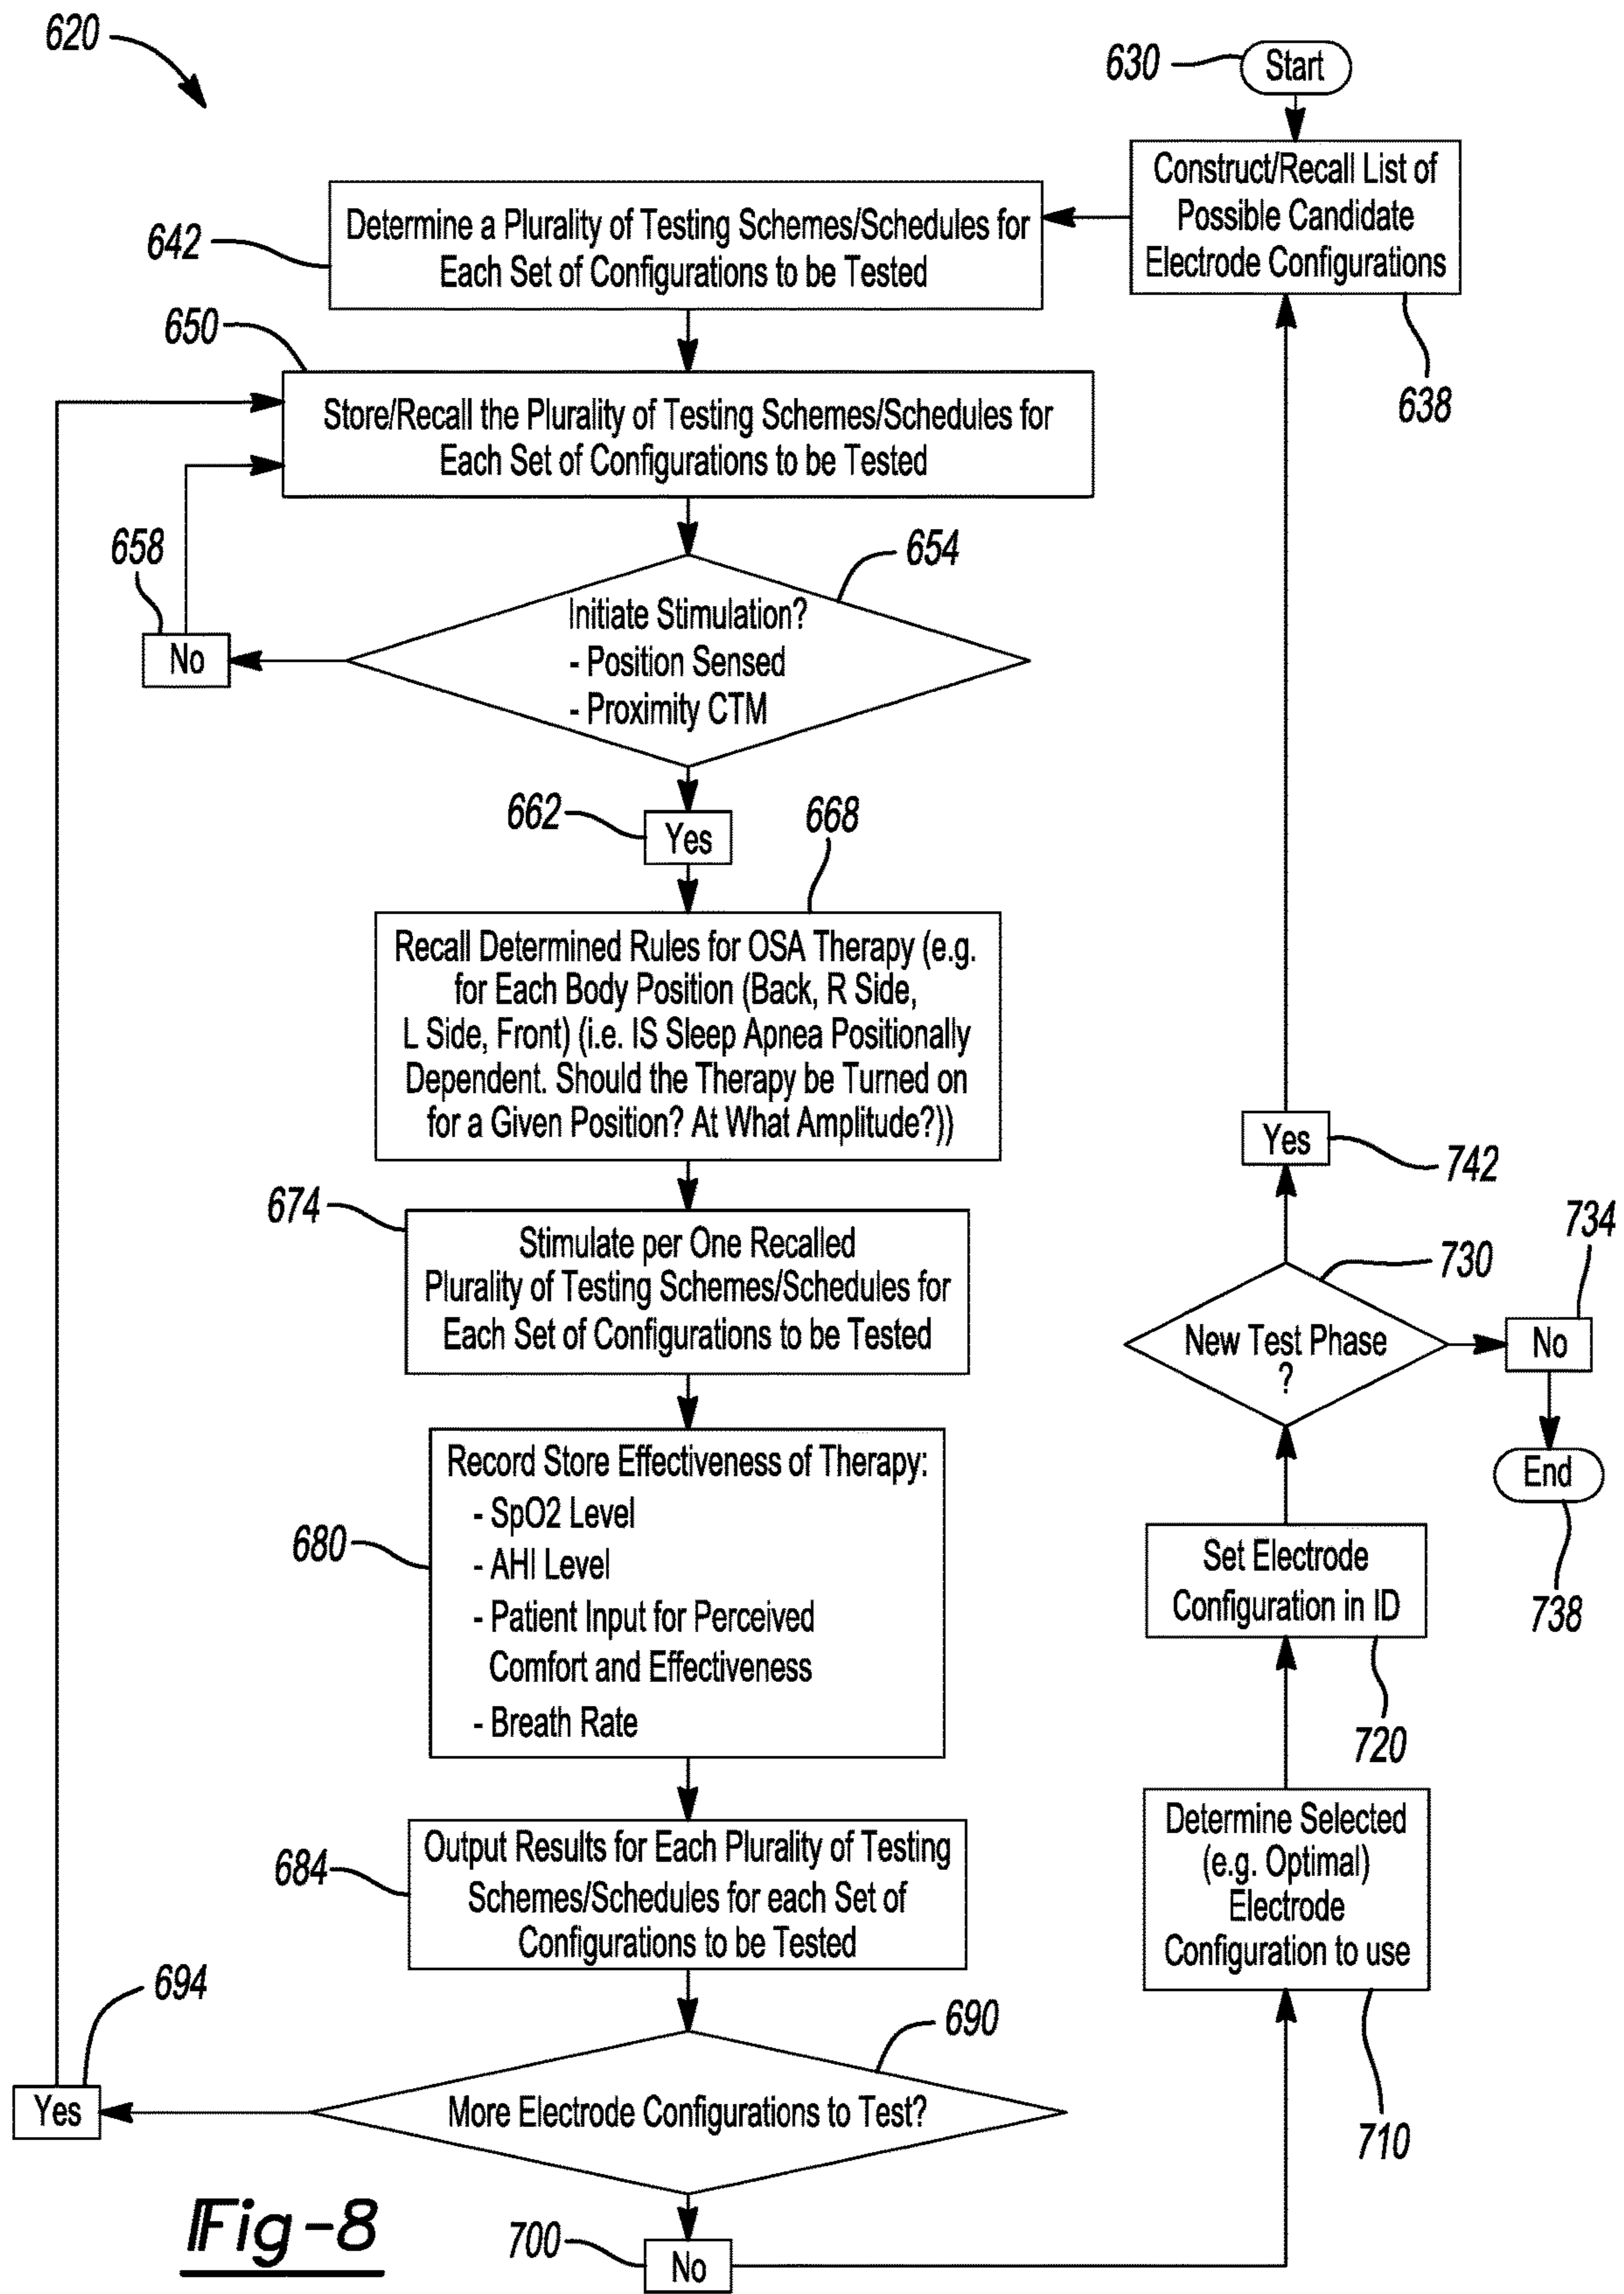 620
630
Start
Construct/Recall List of
Possible Candidate
Electrode Configurations
638
642
Determine a Plurality of Testing Schemes/Schedules for
Each Set of Configurations to be Tested
650
Store/Recall the Plurality of Testing Schemes/Schedules for
Each Set of Configurations to be Tested
654
Initiate Stimulation?
- Position Sensed
- Proximity CTM
658
No
662
Yes
668
Recall Determined Rules for OSA Therapy (e.g.
for Each Body Position (Back, R Side,
L Side, Front) (i.e. IS Sleep Apnea Positionally
Dependent. Should the Therapy be Turned on
for a Given Position? At What Amplitude?))
674
Stimulate per One Recalled
Plurality of Testing Schemes/Schedules for
Each Set of Configurations to be Tested
680
Record Store Effectiveness of Therapy:
- SpO2 Level
- AHI Level
- Patient Input for Perceived
Comfort and Effectiveness
- Breath Rate
684
Output Results for Each Plurality of Testing
Schemes/Schedules for each Set of
Configurations to be Tested
690
More Electrode Configurations to Test?
694
Yes
700
No
710
Determine Selected
(e.g. Optimal)
Electrode
Configuration to use
720
Set Electrode
Configuration in ID
730
New Test Phase
?
734
No
738
End
742
Yes
Fig-8